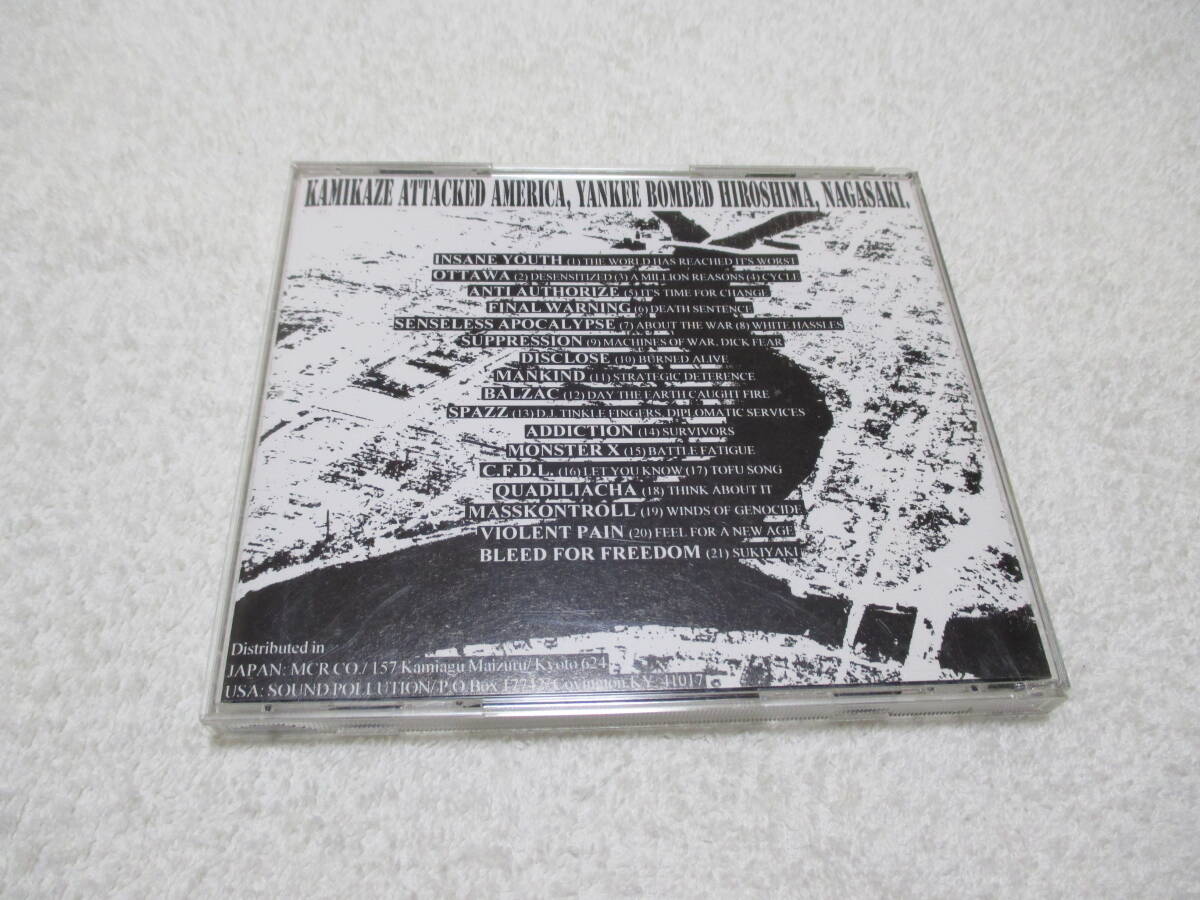 KAMIKAZE ATTACKED AMERICA, YANKEE BOMBED HIROSHIMA, NAGASAKI.
INSANE YOUTH (1) THE WORLD HAS REACHED IT'S WORST
OTTAWA (2) DESENSITIZED (3) A MILLION REASONS (4) CYCLE
ANTI AUTHORIZE (5) IT'S TIME FOR CHANGE
FINAL WARNING (6) DEATH SENTENCE
SENSELESS APOCALYPSE (7) ABOUT THE WAR (8) WHITE HASSLES
SUPPRESSION (9) MACHINES OF WAR, DICK FEAR
DISCLOSE (10) BURNED ALIVE
MANKIND (11) STRATEGIC DETERENCE
BALZAC (12) DAY THE EARTH CAUGHT FIRE
SPAZZ (13) D.J. TINKLE FINGERS, DIPLOMATIC SERVICES
ADDICTION (14) SURVIVORS
MONSTER X (15) BATTLE FATIGUE
C.F.D.L. (16) LET YOU KNOW (17) TOFU SONG
QUADILIACHA (18) THINK ABOUT IT
MASSKONTROLL (19) WINDS OF GENOCIDE
VIOLENT PAIN (20) FEEL FOR A NEW AGE
BLEED FOR FREEDOM (21) SUKIYAKI
Distributed in
JAPAN: MCR CO./ 157 Kamiagu Maizuru/ Kyoto 624
USA: SOUND POLLUTION/ P.O.Box 17742/ Covington.KY. 41017